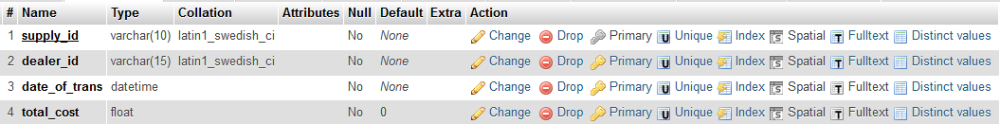 # Name Type Collation Attributes Null Default Extra Action
1 supply_id varchar(10) latin1_swedish_ci No None Change Drop Primary Unique Index Spatial Fulltext Distinct values
2 dealer_id varchar(15) latin1_swedish_ci No None Change Drop Primary Unique Index Spatial Fulltext Distinct values
3 date_of_trans datetime No None Change Drop Primary Unique Index Spatial Fulltext Distinct values
4 total_cost float No 0 Change Drop Primary Unique Index Spatial Fulltext Distinct values